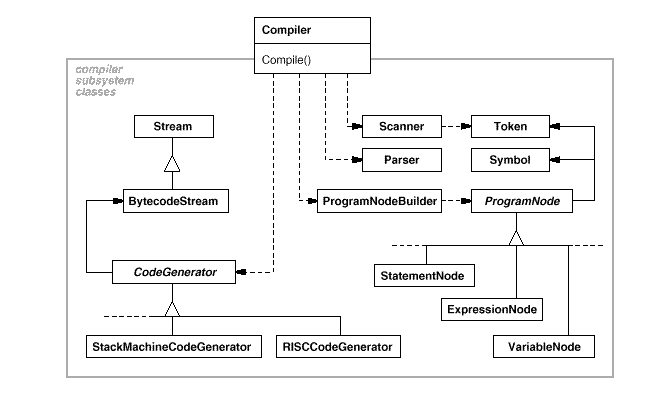 Compiler
Compile()
compiler
subsystem
classes
Stream
Scanner
Token
Parser
Symbol
BytecodeStream
ProgramNodeBuilder
ProgramNode
CodeGenerator
StatementNode
ExpressionNode
StackMachineCodeGenerator
RISCCodeGenerator
VariableNode